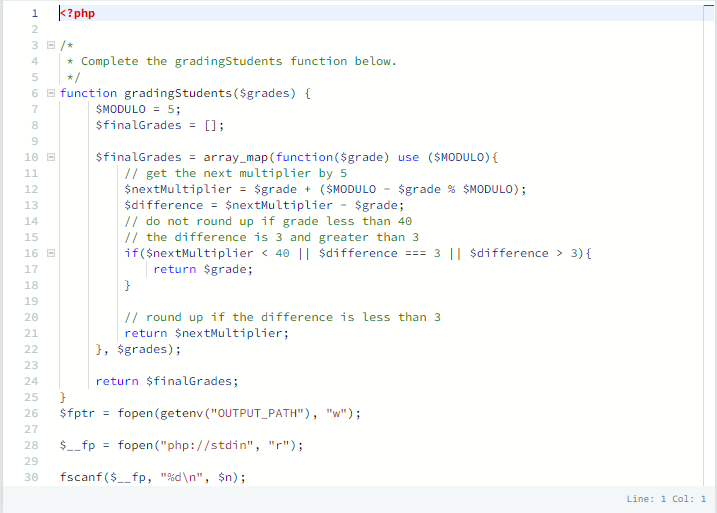 1 <?php
2
3 /*
4 * Complete the gradingStudents function below.
5 */
6 function gradingStudents($grades) {
7 $MODULO = 5;
8 $finalGrades = [];
9
10 $finalGrades = array_map(function($grade) use ($MODULO){
11 // get the next multiplier by 5
12 $nextMultiplier = $grade + ($MODULO - $grade % $MODULO);
13 $difference = $nextMultiplier - $grade;
14 // do not round up if grade less than 40
15 // the difference is 3 and greater than 3
16 if($nextMultiplier < 40 || $difference === 3 || $difference > 3){
17 return $grade;
18 }
19
20 // round up if the difference is less than 3
21 return $nextMultiplier;
22 }, $grades);
23
24 return $finalGrades;
25 }
26 $fptr = fopen(getenv("OUTPUT_PATH"), "w");
27
28 $__fp = fopen("php://stdin", "r");
29
30 fscanf($__fp, "%d\n", $n);
Line: 1 Col: 1